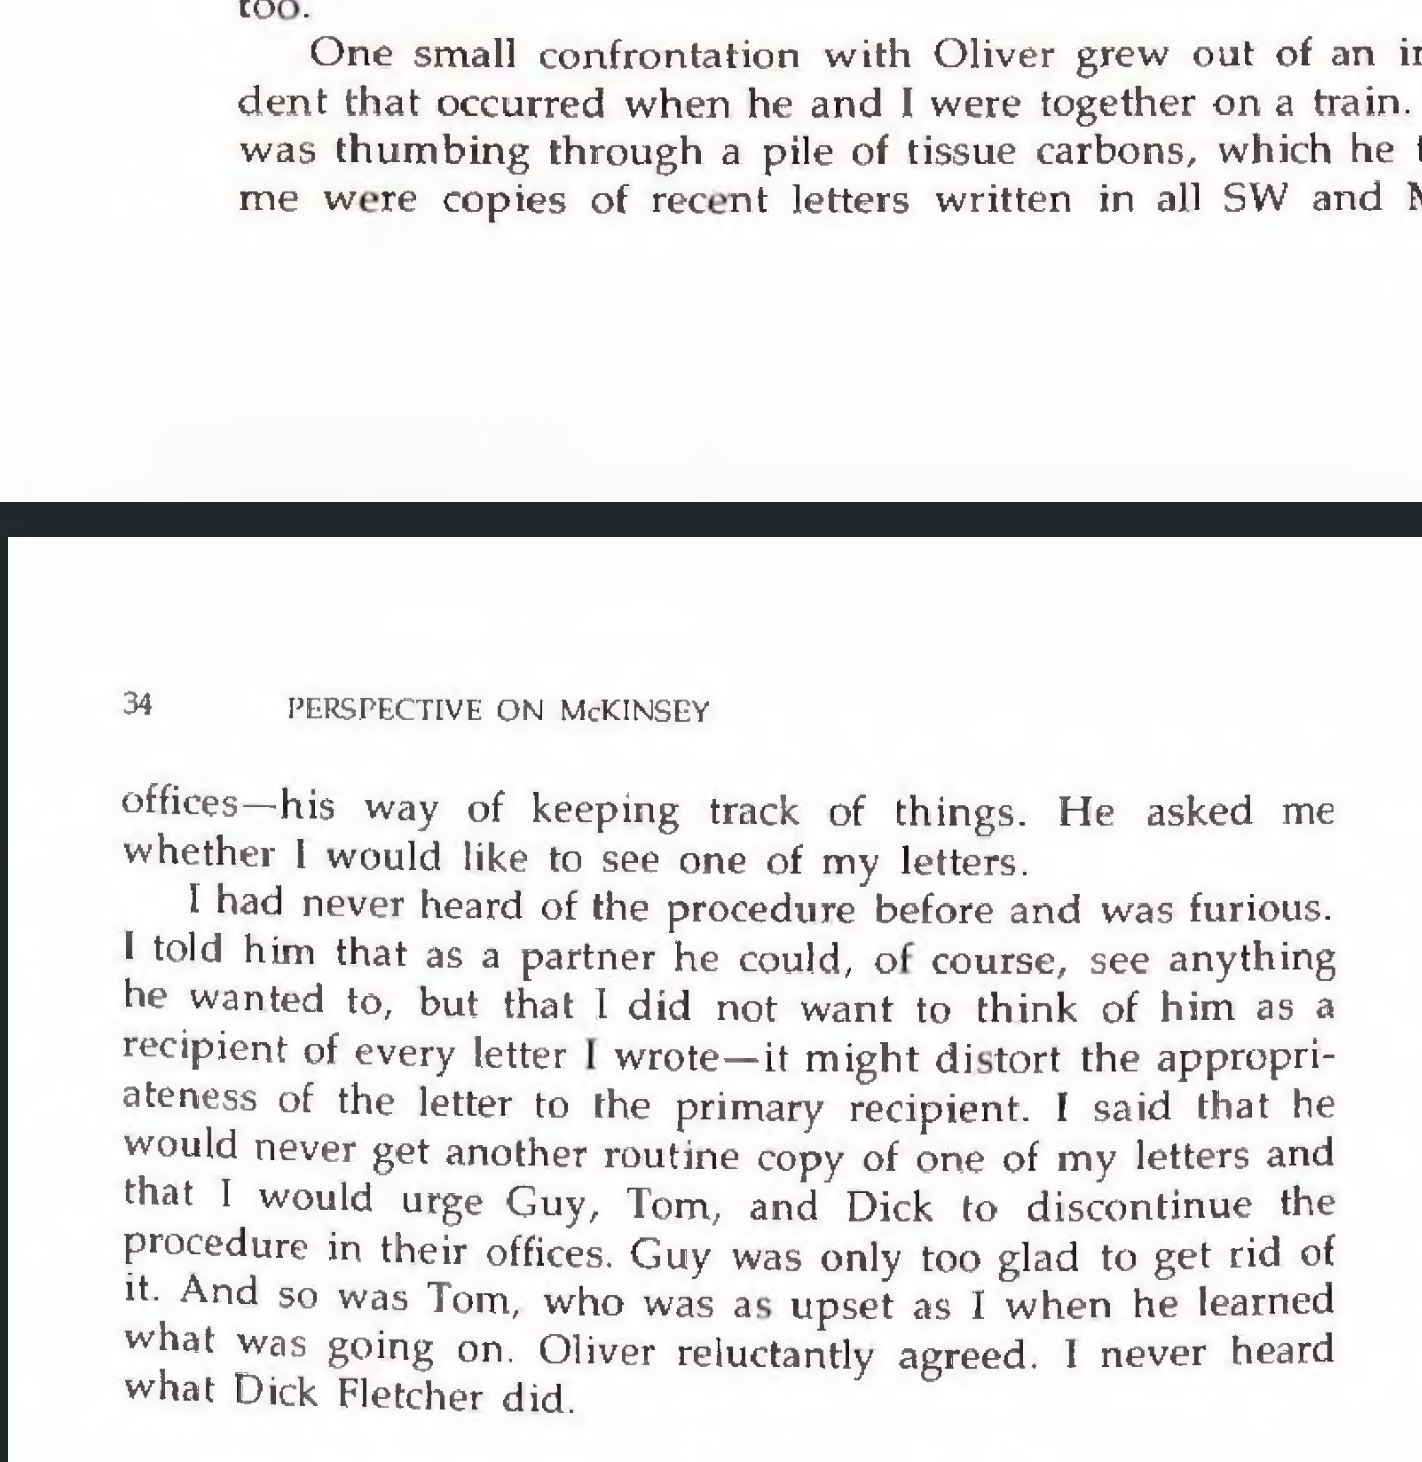 too.
One small confrontation with Oliver grew out of an in
dent that occurred when he and I were together on a train.
was thumbing through a pile of tissue carbons, which he t
me were copies of recent letters written in all SW and
34 PERSPECTIVE ON McKINSEY
offices—his way of keeping track of things. He asked me
whether I would like to see one of my letters.
I had never heard of the procedure before and was furious.
I told him that as a partner he could, of course, see anything
he wanted to, but that I did not want to think of him as a
recipient of every letter I wrote—it might distort the appropri-
ateness of the letter to the primary recipient. I said that he
would never get another routine copy of one of my letters and
that I would urge Guy, Tom, and Dick to discontinue the
procedure in their offices. Guy was only too glad to get rid of
it. And so was Tom, who was as upset as I when he learned
what was going on. Oliver reluctantly agreed. I never heard
what Dick Fletcher did.